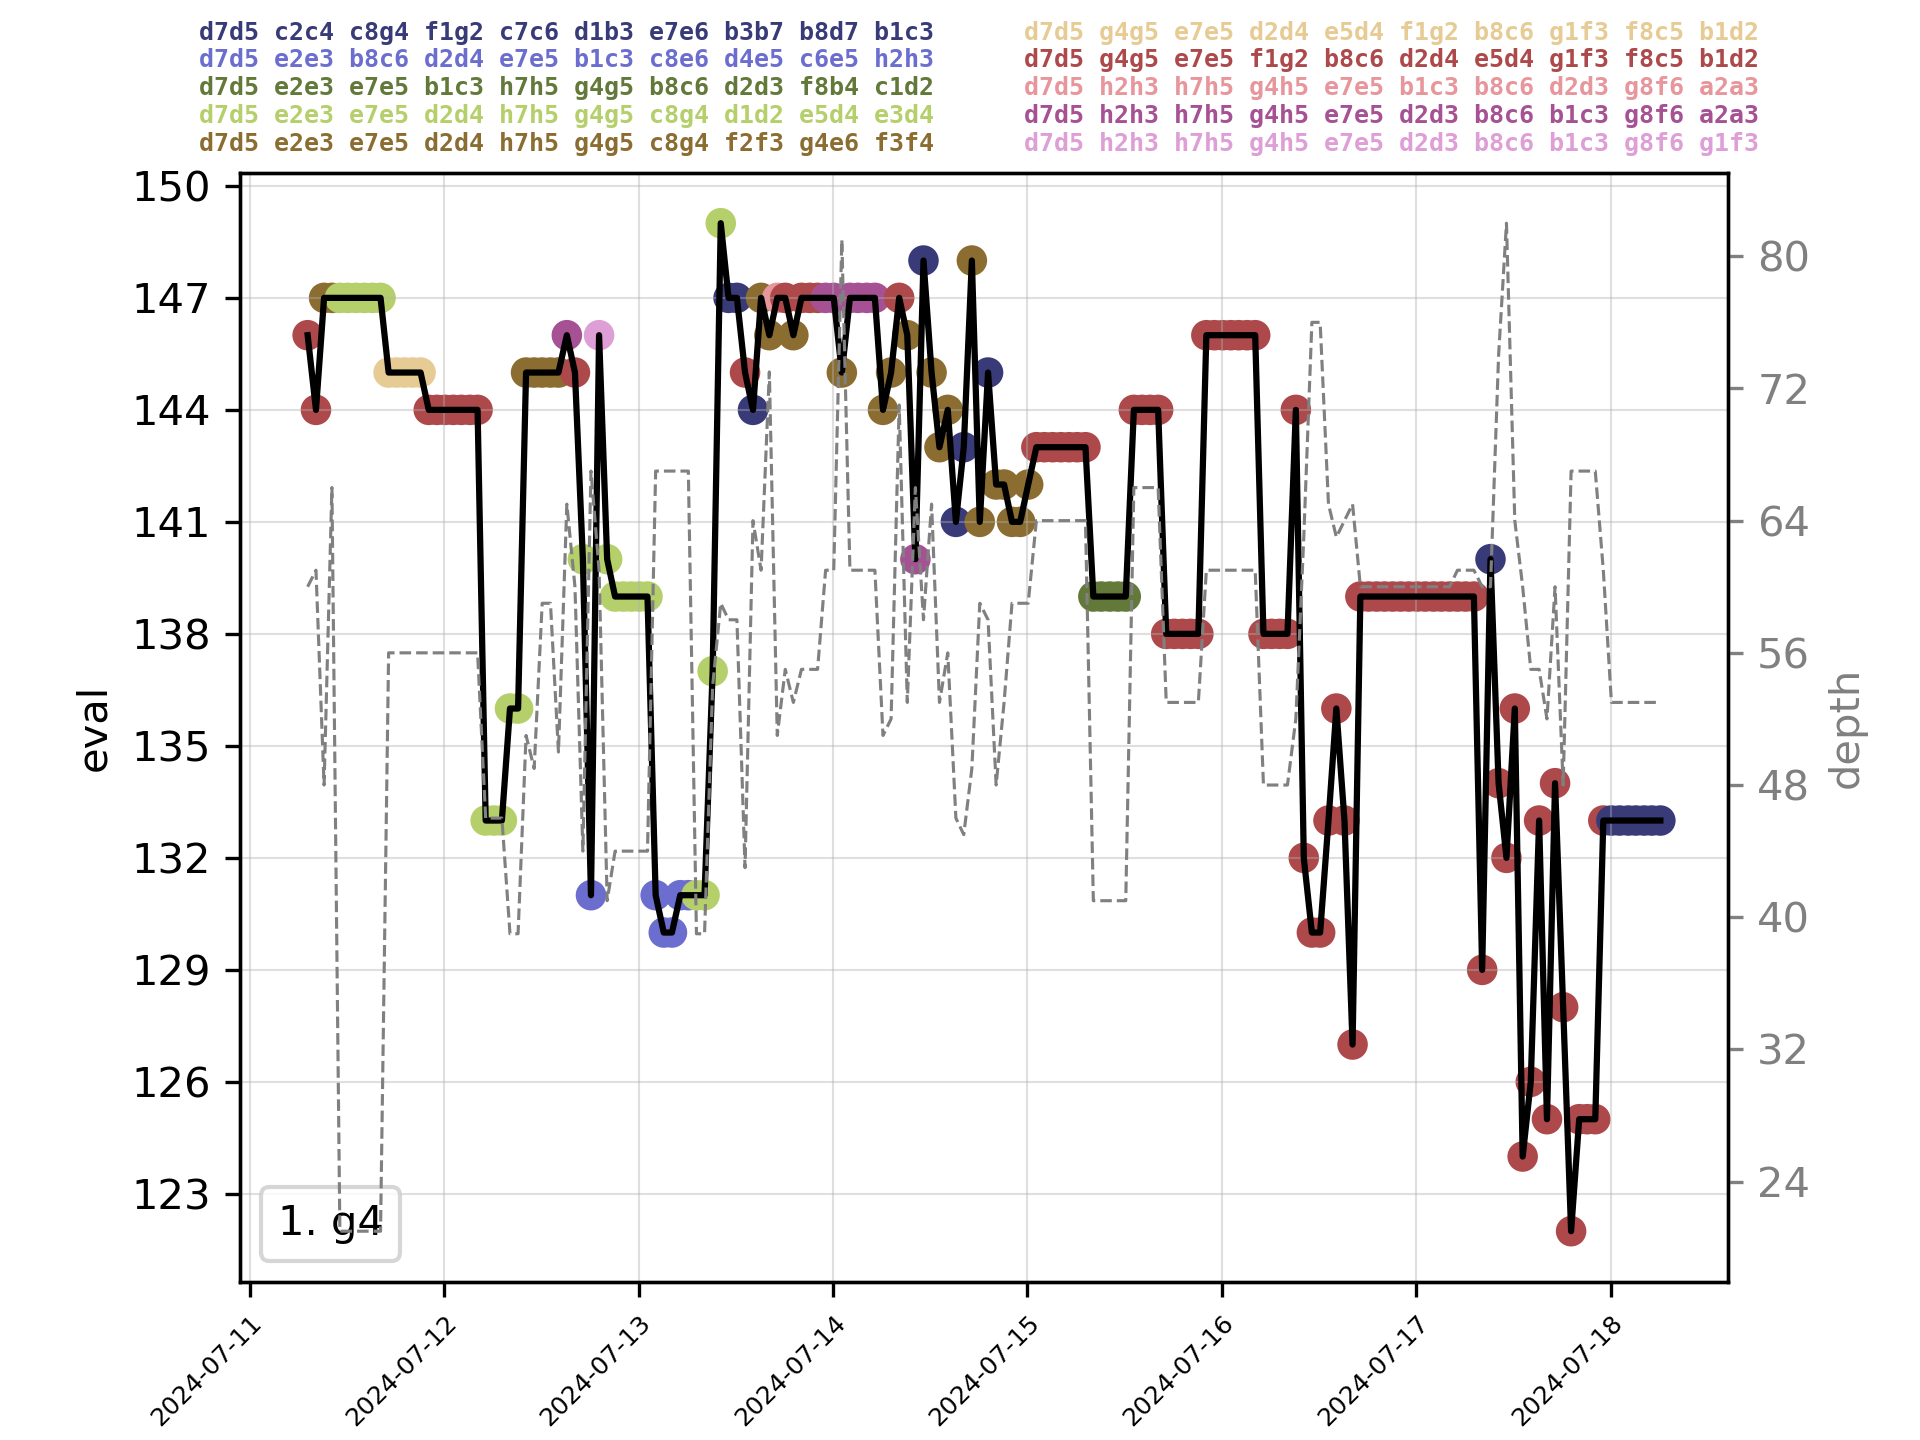 d7d5 c2c4 c8g4 f1g2 c7c6 d1b3 e7e6 b3b7 b8d7 b1c3
d7d5 e2e3 b8c6 d2d4 e7e5 b1c3 c8e6 d4e5 c6e5 h2h3
d7d5 e2e3 e7e5 b1c3 h7h5 g4g5 b8c6 d2d3 f8b4 c1d2
d7d5 e2e3 e7e5 d2d4 h7h5 g4g5 c8g4 d1d2 e5d4 e3d4
d7d5 e2e3 e7e5 d2d4 h7h5 g4g5 c8g4 f2f3 g4e6 f3f4
d7d5 g4g5 e7e5 d2d4 e5d4 f1g2 b8c6 g1f3 f8c5 b1d2
d7d5 g4g5 e7e5 f1g2 b8c6 d2d4 e5d4 g1f3 f8c5 b1d2
d7d5 h2h3 h7h5 g4h5 e7e5 b1c3 b8c6 d2d3 g8f6 a2a3
d7d5 h2h3 h7h5 g4h5 e7e5 d2d3 b8c6 b1c3 g8f6 a2a3
d7d5 h2h3 h7h5 g4h5 e7e5 d2d3 b8c6 b1c3 g8f6 g1f3
150
147
144
141
138
135
132
129
126
123
eval
80
72
64
56
48
40
32
24
depth
1. g4
2024-07-11
2024-07-12
2024-07-13
2024-07-14
2024-07-15
2024-07-16
2024-07-17
2024-07-18